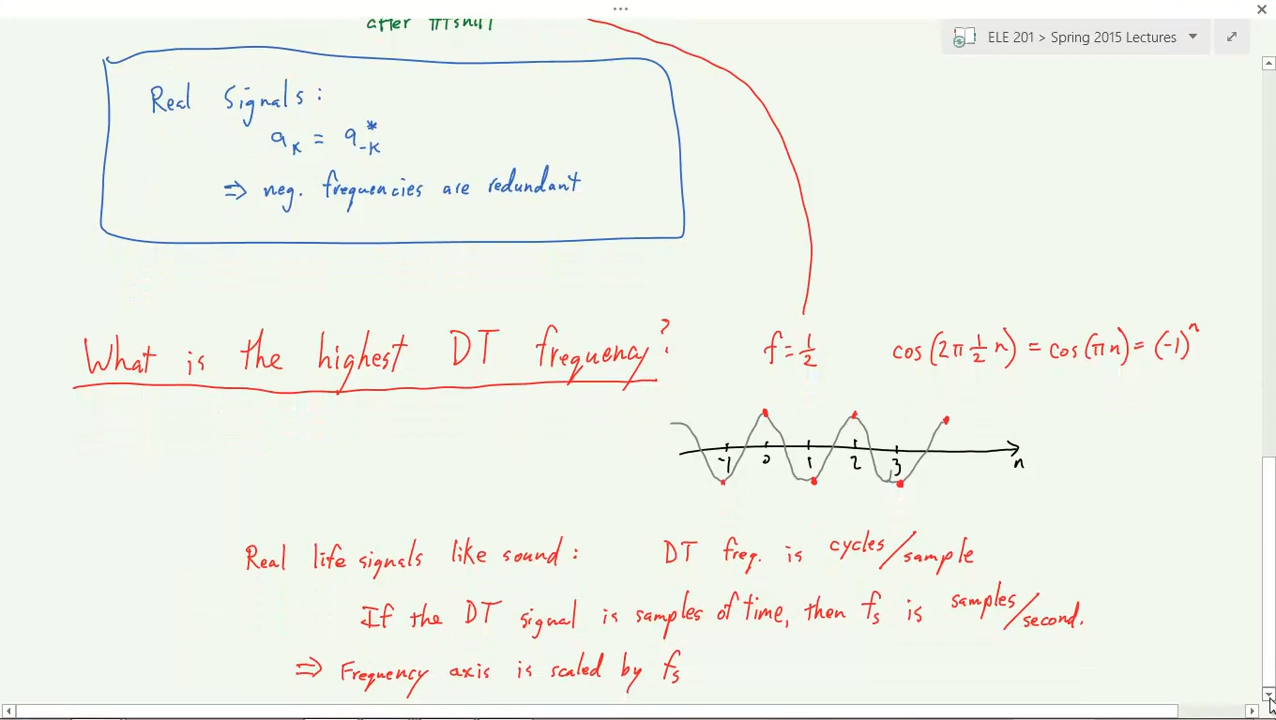 ELE 201 > Spring 2015 Lectures
after
Real Signals:
a_k = a*_-k
⇒ neg. frequencies are redundant
What is the highest DT frequency?
f = 1/2
cos(2π 1/2 n) = cos(πn) = (-1)^n
-1 0 1 2 3 n
Real life signals like sound: DT freq. is cycles/sample
If the DT signal is samples of time, then f_s is samples/second.
⇒ Frequency axis is scaled by f_s